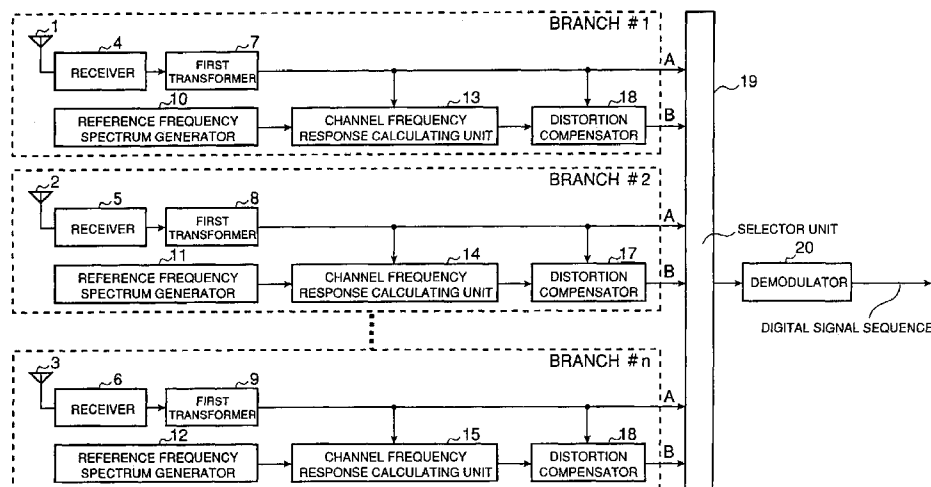 BRANCH #1
1
4
7
RECEIVER
FIRST
TRANSFORMER
A
19
10
13
18
REFERENCE FREQUENCY
SPECTRUM GENERATOR
CHANNEL FREQUENCY
RESPONSE CALCULATING UNIT
DISTORTION
COMPENSATOR
B
BRANCH #2
2
5
8
RECEIVER
FIRST
TRANSFORMER
A
SELECTOR UNIT
11
14
17
20
REFERENCE FREQUENCY
SPECTRUM GENERATOR
CHANNEL FREQUENCY
RESPONSE CALCULATING UNIT
DISTORTION
COMPENSATOR
B
DEMODULATOR
DIGITAL SIGNAL SEQUENCE
BRANCH #n
3
6
9
RECEIVER
FIRST
TRANSFORMER
A
12
15
18
REFERENCE FREQUENCY
SPECTRUM GENERATOR
CHANNEL FREQUENCY
RESPONSE CALCULATING UNIT
DISTORTION
COMPENSATOR
B